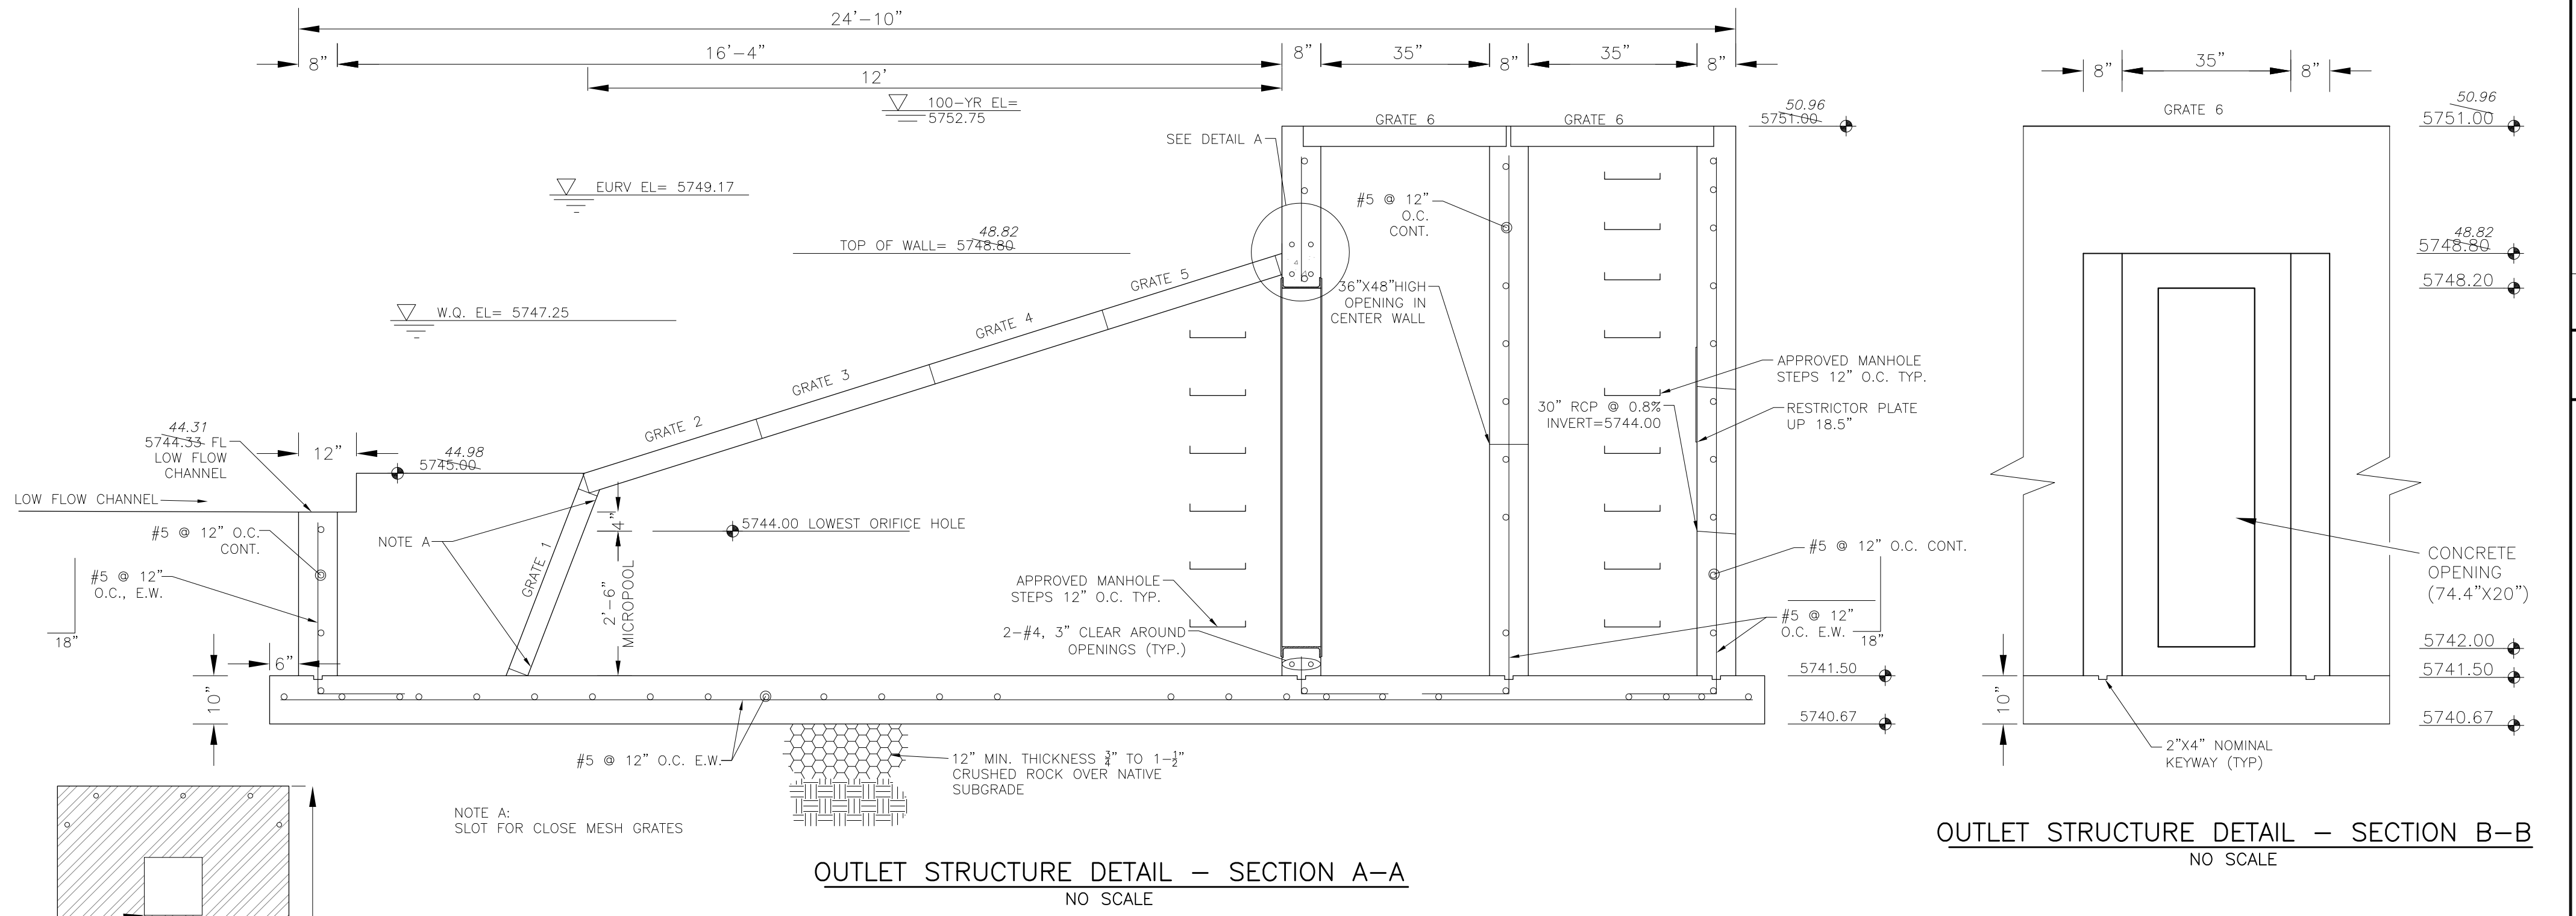 24'-10"
8"
16'-4"
8"
35"
8"
35"
8"
12'
100-YR EL=
5752.75
GRATE 6
GRATE 6
50.96
5751.00
SEE DETAIL A
EURV EL= 5749.17
#5 @ 12"
O.C.
CONT.
48.82
TOP OF WALL= 5748.80
GRATE 5
36"X48"HIGH
OPENING IN
CENTER WALL
W.Q. EL= 5747.25
GRATE 4
GRATE 3
GRATE 2
APPROVED MANHOLE
STEPS 12" O.C. TYP.
30" RCP @ 0.8%
INVERT=5744.00
RESTRICTOR PLATE
UP 18.5"
44.31
5744.33 FL
LOW FLOW
CHANNEL
12"
44.98
5745.00
LOW FLOW CHANNEL
4"
5744.00 LOWEST ORIFICE HOLE
#5 @ 12" O.C.
CONT.
NOTE A
GRATE 1
2'-6"
MICROPOOL
#5 @ 12" O.C. CONT.
#5 @ 12"
O.C., E.W.
18"
APPROVED MANHOLE
STEPS 12" O.C. TYP.
2-#4, 3" CLEAR AROUND
OPENINGS (TYP.)
#5 @ 12"
O.C. E.W.
18"
6"
10"
5741.50
5740.67
#5 @ 12" O.C. E.W.
12" MIN. THICKNESS 3/4" TO 1-1/2"
CRUSHED ROCK OVER NATIVE
SUBGRADE
NOTE A:
SLOT FOR CLOSE MESH GRATES
OUTLET STRUCTURE DETAIL – SECTION A–A
NO SCALE
8"
35"
8"
GRATE 6
50.96
5751.00
48.82
5748.80
5748.20
CONCRETE
OPENING
(74.4"X20")
5742.00
5741.50
10"
5740.67
2"X4" NOMINAL
KEYWAY (TYP)
OUTLET STRUCTURE DETAIL – SECTION B–B
NO SCALE